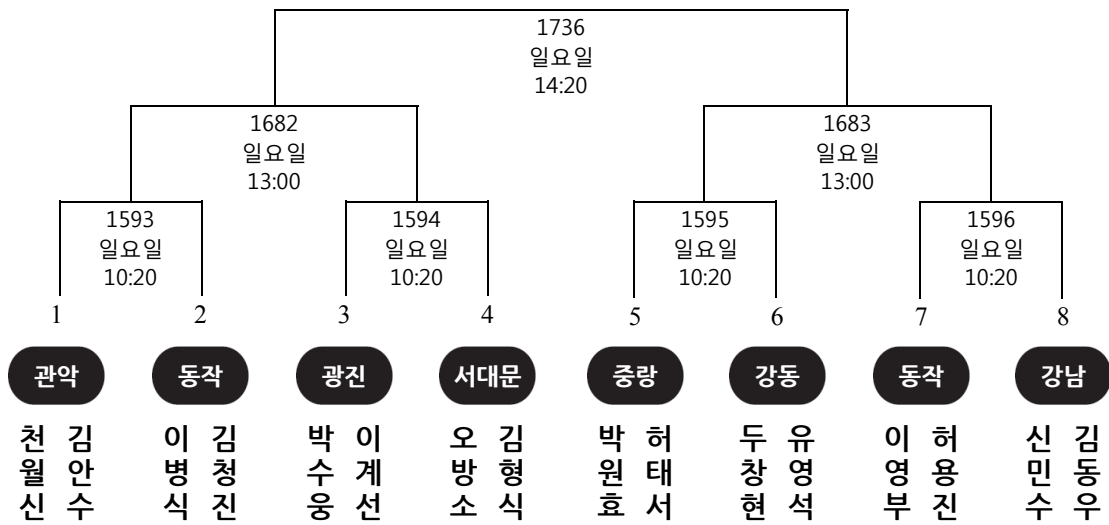 1736
일요일
14:20
1682
일요일
13:00
1683
일요일
13:00
1593
일요일
10:20
1594
일요일
10:20
1595
일요일
10:20
1596
일요일
10:20
1 2 3 4 5 6 7 8
관악 동작 광진 서대문 중랑 강동 동작 강남
천 김 이 김 박 이 오 김 박 허 두 유 이 허 신 김
월 안 병 청 수 계 방 형 원 태 창 영 영 용 민 동
신 수 식 진 웅 선 소 식 효 서 현 석 부 진 수 우